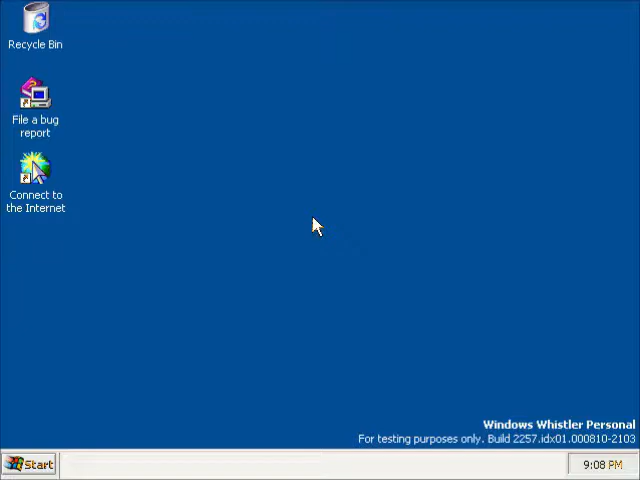 Recycle Bin
File a bug
report
Connect to
the Internet
Windows Whistler Personal
For testing purposes only. Build 2257.idx01.000810-2103
Start
9:08 PM